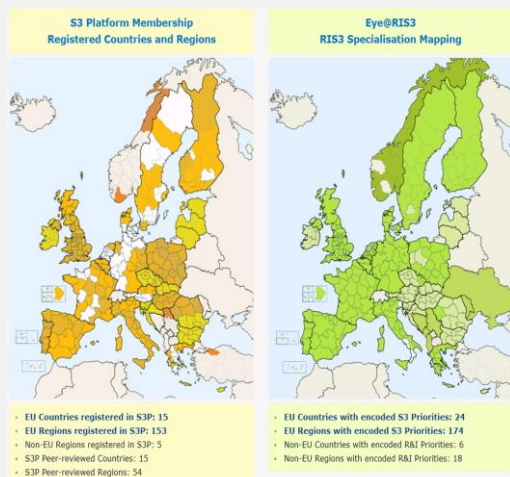 S3 Platform Membership
Registered Countries and Regions
EU Countries registered in S3P: 15
EU Regions registered in S3P: 153
Non-EU Regions registered in S3P: 5
S3P Peer-reviewed Countries: 15
S3P Peer-reviewed Regions: 54
Eye@RIS3
RIS3 Specialisation Mapping
EU Countries with encoded S3 Priorities: 24
EU Regions with encoded S3 Priorities: 174
Non-EU Countries with encoded R&I Priorities: 6
Non-EU Regions with encoded R&I Priorities: 18